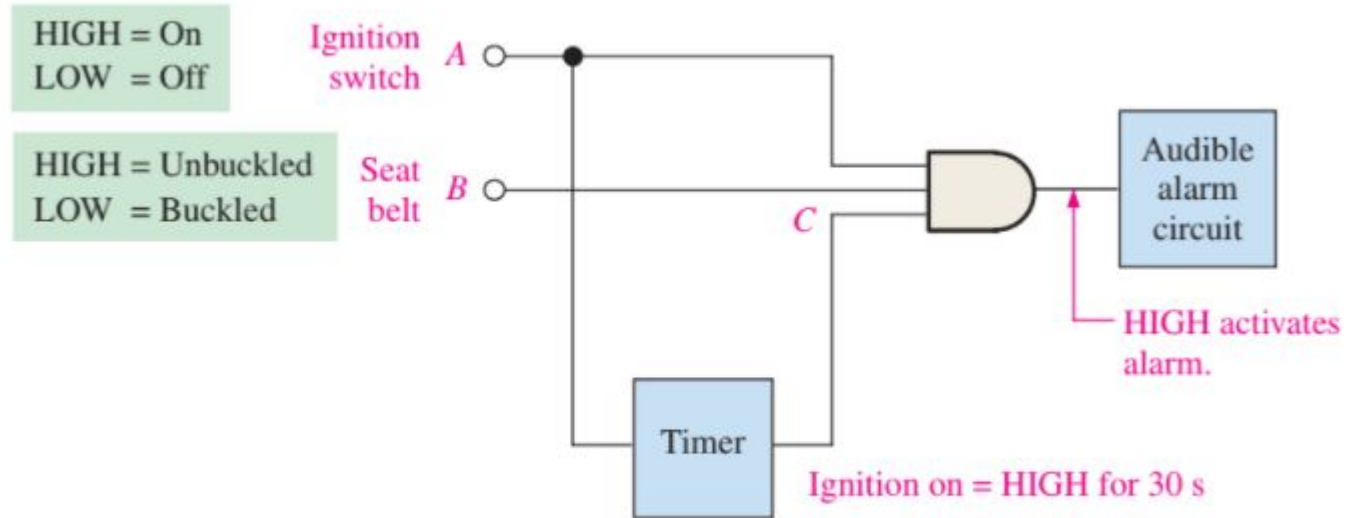 HIGH = On
LOW = Off
Ignition
switch
A
HIGH = Unbuckled
LOW = Buckled
Seat
belt
B
C
Audible
alarm
circuit
HIGH activates
alarm.
Timer
Ignition on = HIGH for 30 s